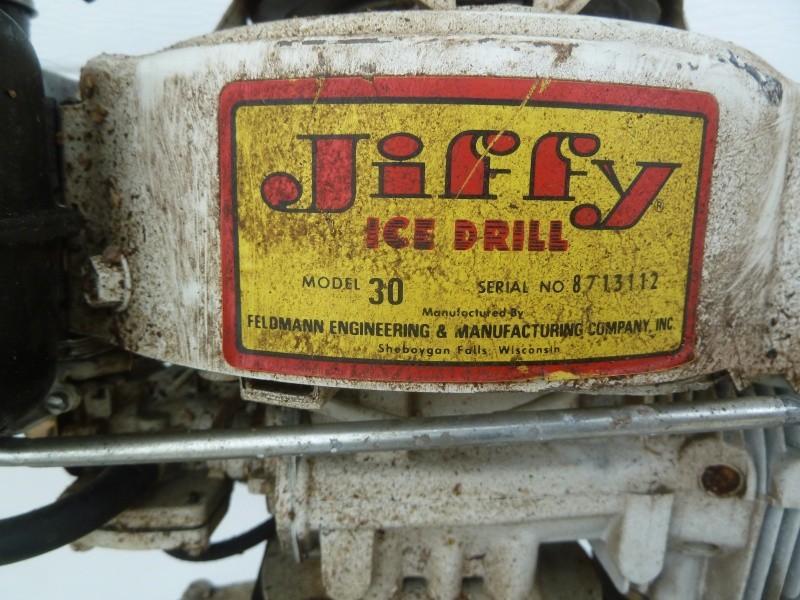 Jiffy®
ICE DRILL
MODEL 30 SERIAL NO 8713112
Manufactured By
FELDMANN ENGINEERING & MANUFACTURING COMPANY, INC.
Sheboygan Falls, Wisconsin